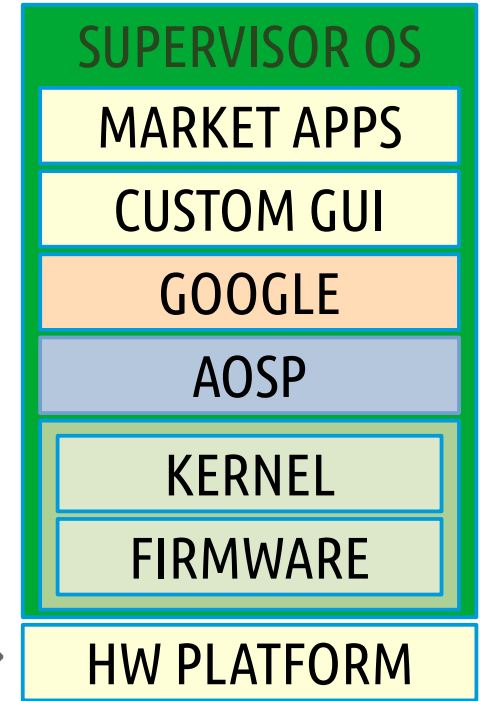 SUPERVISOR OS
MARKET APPS
CUSTOM GUI
GOOGLE
AOSP
KERNEL
FIRMWARE
HW PLATFORM